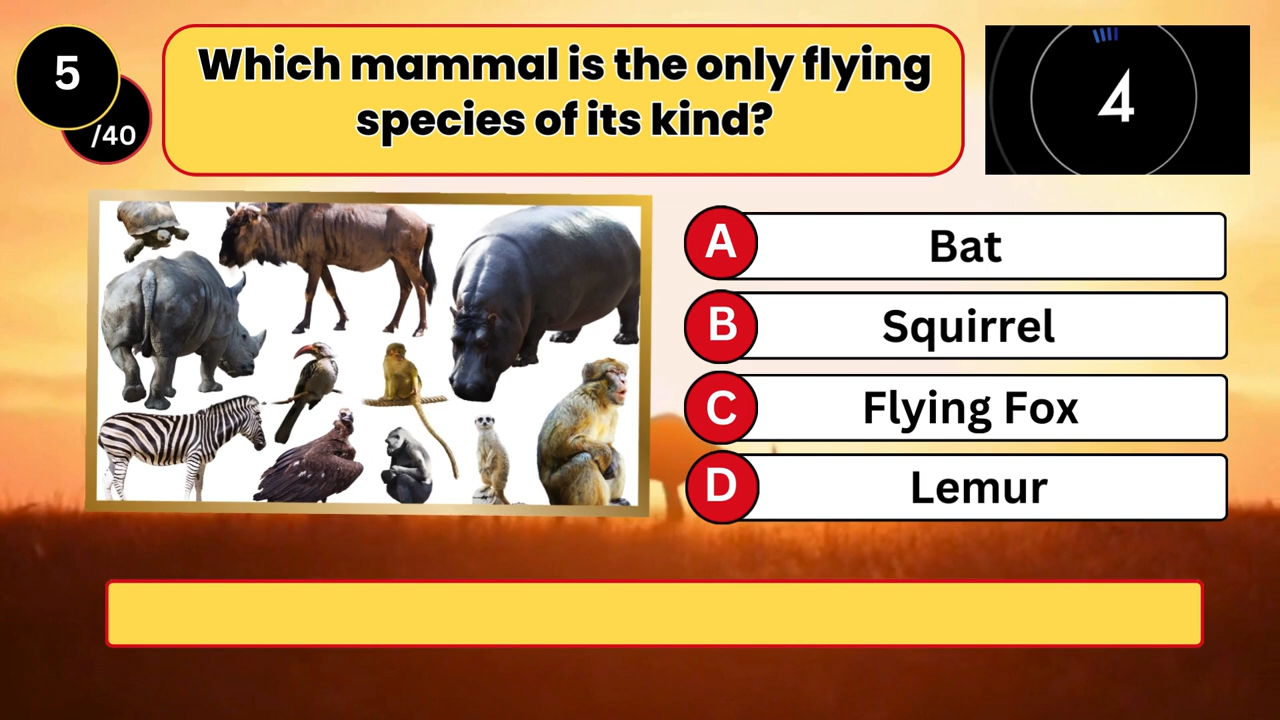 5
/40
Which mammal is the only flying
species of its kind?
4
A
Bat
B
Squirrel
C
Flying Fox
D
Lemur